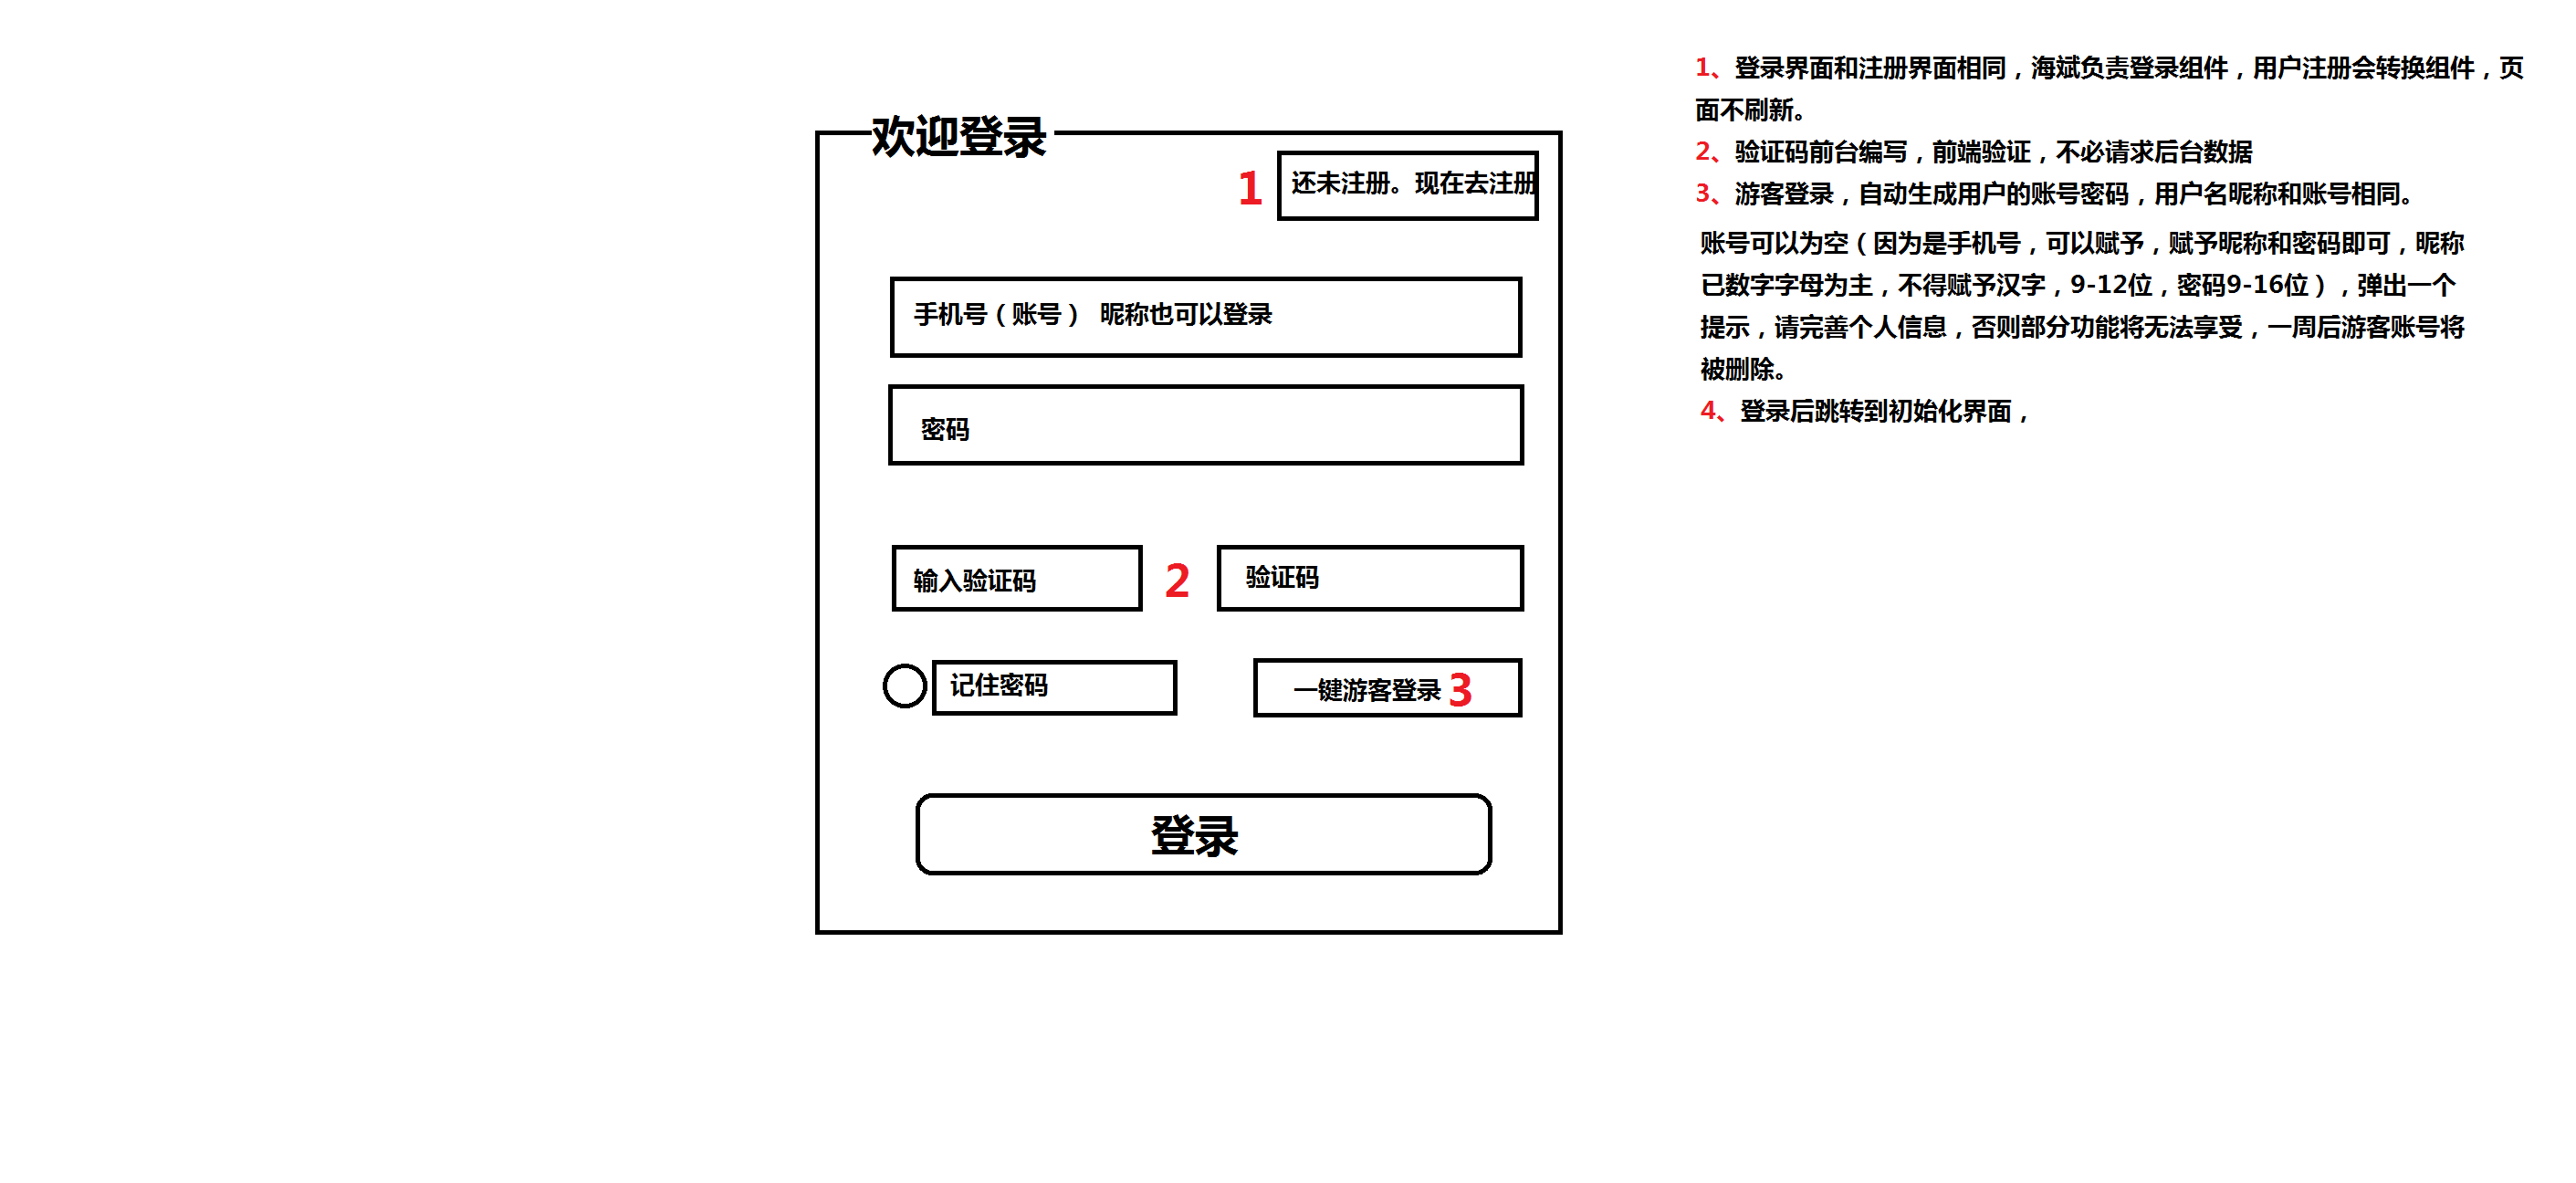 欢迎登录
1
还未注册。现在去注册
手机号（账号） 昵称也可以登录
密码
输入验证码
2
验证码
记住密码
一键游客登录
3
登录
1、登录界面和注册界面相同，海斌负责登录组件，用户注册会转换组件，页
面不刷新。
2、验证码前台编写，前端验证，不必请求后台数据
3、游客登录，自动生成用户的账号密码，用户名昵称和账号相同。
账号可以为空（因为是手机号，可以赋予，赋予昵称和密码即可，昵称
已数字字母为主，不得赋予汉字，9-12位，密码9-16位），弹出一个
提示，请完善个人信息，否则部分功能将无法享受，一周后游客账号将
被删除。
4、登录后跳转到初始化界面，